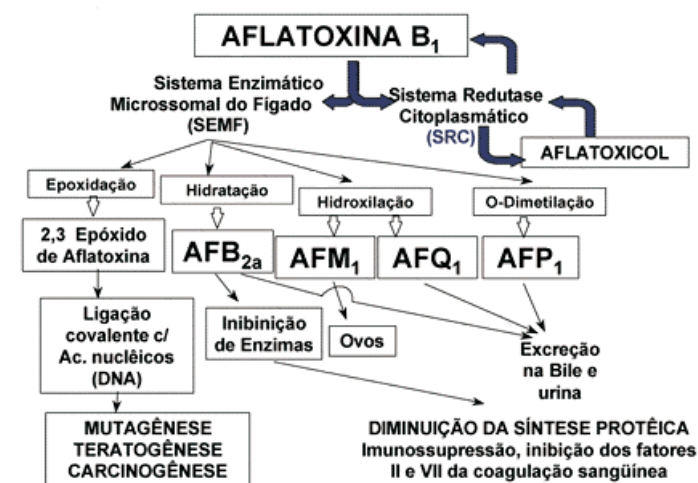 AFLATOXINA B1
Sistema Enzimático
Microssomal do Fígado
(SEMF)
Sistema Redutase
Citoplasmático
(SRC)
AFLATOXICOL
Epoxidação
Hidratação
Hidroxilação
O-Dimetilação
2,3 Epóxido
de Aflatoxina
AFB2a
AFM1
AFQ1
AFP1
Ligação
covalente c/
Ac. nuclêicos
(DNA)
Inibinição
de Enzimas
Ovos
Excreção
na Bile e
urina
MUTAGÊNESE
TERATOGÊNESE
CARCINOGÊNESE
DIMINUIÇÃO DA SÍNTESE PROTÊICA
Imunossupressão, inibição dos fatores
II e VII da coagulação sangüínea